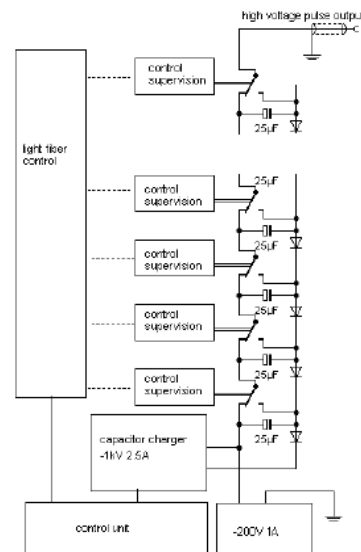 high voltage pulse output
control
supervision
25µF
light fiber
control
25µF
control
supervision
25µF
control
supervision
25µF
control
supervision
25µF
control
supervision
25µF
capacitor charger
-1kV 2.5A
control unit
-200V 1A